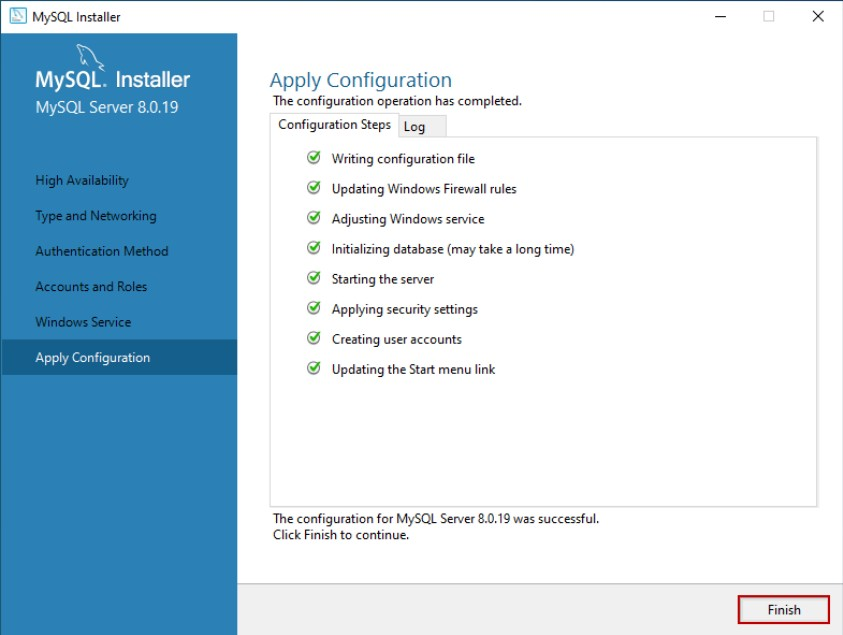 MySQL Installer
MySQL. Installer
MySQL Server 8.0.19
High Availability
Type and Networking
Authentication Method
Accounts and Roles
Windows Service
Apply Configuration
Apply Configuration
The configuration operation has completed.
Configuration Steps Log
Writing configuration file
Updating Windows Firewall rules
Adjusting Windows service
Initializing database (may take a long time)
Starting the server
Applying security settings
Creating user accounts
Updating the Start menu link
The configuration for MySQL Server 8.0.19 was successful.
Click Finish to continue.
Finish